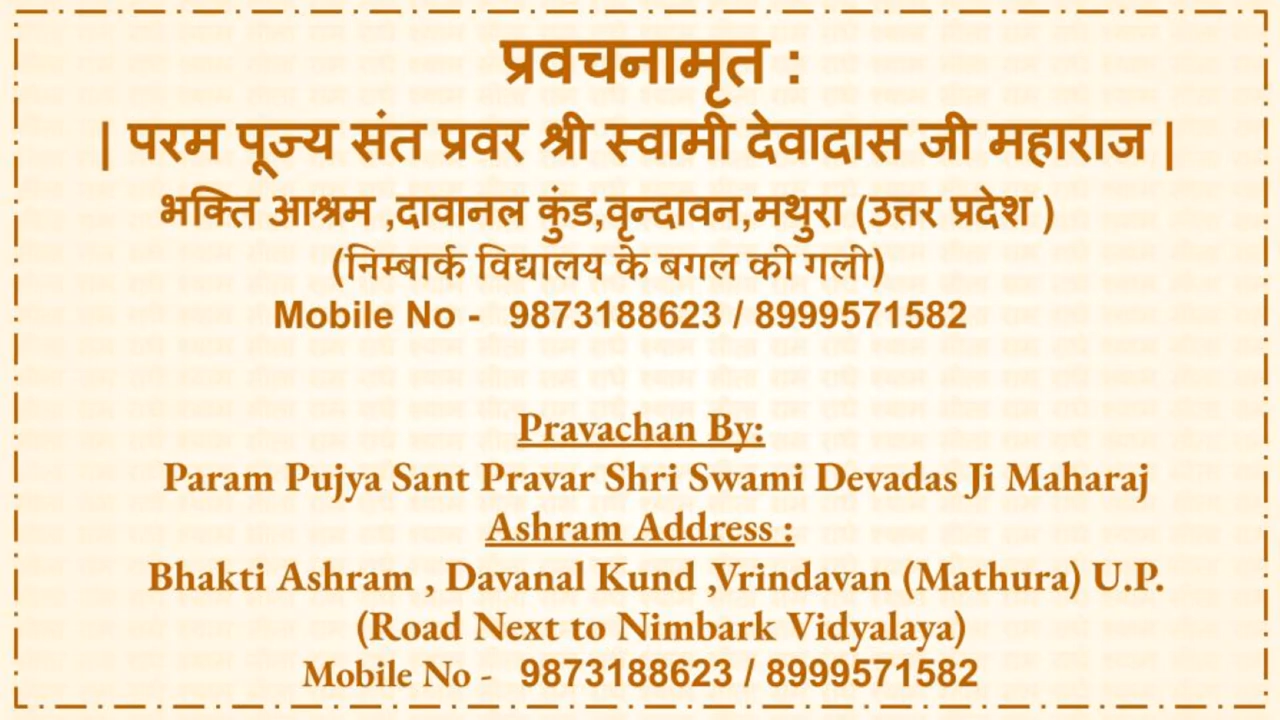 प्रवचनामृत :
| परम पूज्य संत प्रवर श्री स्वामी देवादास जी महाराज |
भक्ति आश्रम ,दावानल कुंड,वृन्दावन,मथुरा (उत्तर प्रदेश )
(निम्बार्क विद्यालय के बगल की गली)
Mobile No - 9873188623 / 8999571582
Pravachan By:
Param Pujya Sant Pravar Shri Swami Devadas Ji Maharaj
Ashram Address :
Bhakti Ashram , Davanal Kund ,Vrindavan (Mathura) U.P.
(Road Next to Nimbark Vidyalaya)
Mobile No - 9873188623 / 8999571582